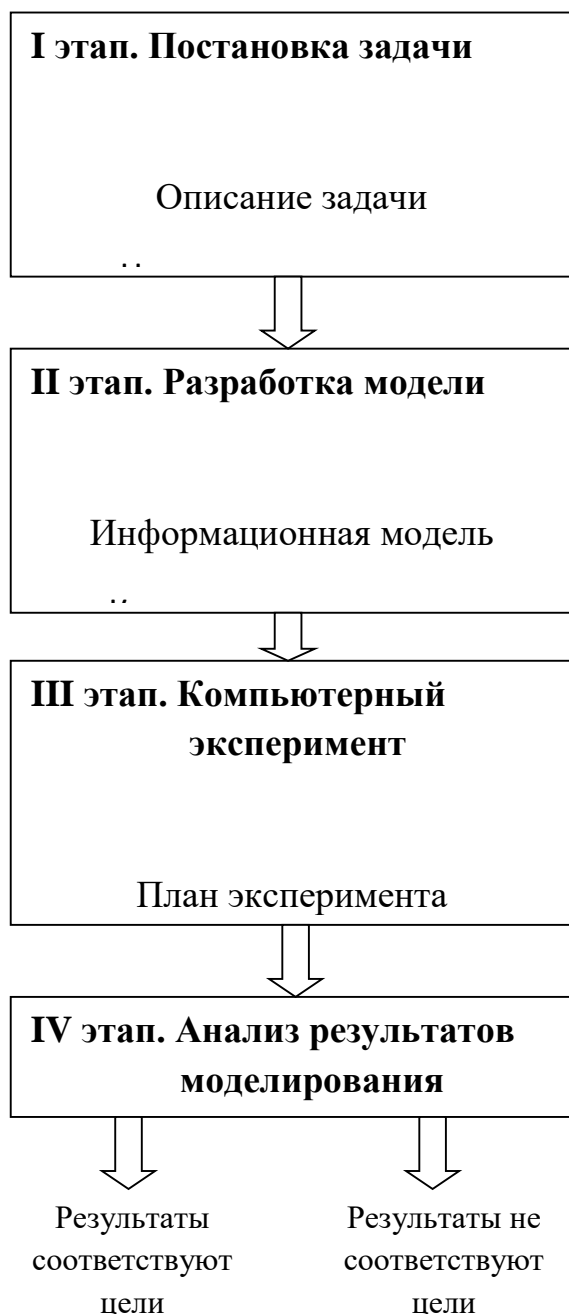 I этап. Постановка задачи
Описание задачи
II этап. Разработка модели
Информационная модель
III этап. Компьютерный
эксперимент
План эксперимента
IV этап. Анализ результатов
моделирования
Результаты
соответствуют
цели
Результаты не
соответствуют
цели